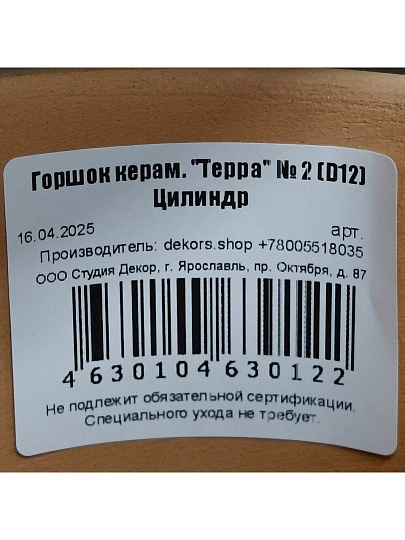 Горшок керам. "Терра" № 2 (D12)
Цилиндр
16.04.2025 арт.
Производитель: dekors.shop +78005518035
ООО Студия Декор, г. Ярославль, пр. Октября, д. 87
4 630104 630122
Не подлежит обязательной сертификации.
Специального ухода не требует.